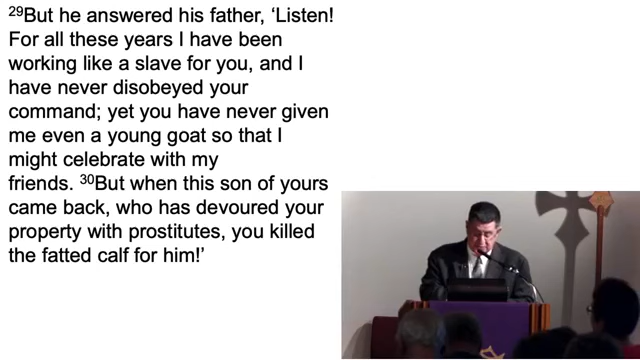 29But he answered his father, ‘Listen!
For all these years I have been
working like a slave for you, and I
have never disobeyed your
command; yet you have never given
me even a young goat so that I
might celebrate with my
friends. 30But when this son of yours
came back, who has devoured your
property with prostitutes, you killed
the fatted calf for him!’